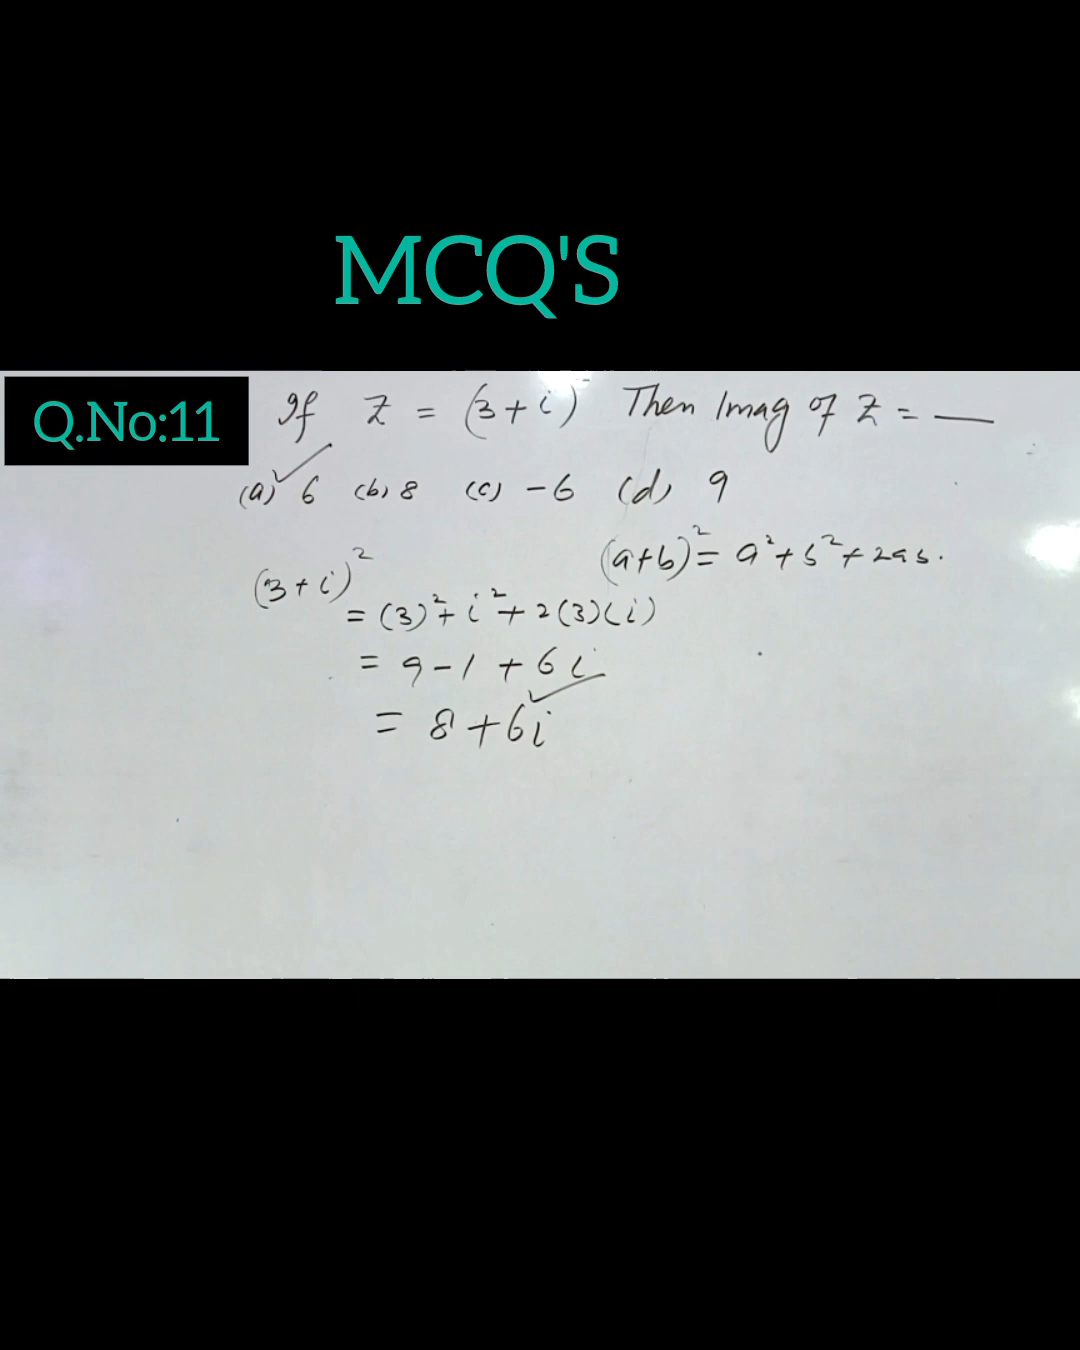 MCQ'S
Q.No:11 If Z = (3+i) Then Imag of Z = __
(a) 6 (b) 8 (c) -6 (d) 9
(3+i)² (a+b)² = a²+b²+2ab.
= (3)²+i²+2(3)(i)
= 9-1+6i
= 8+6i